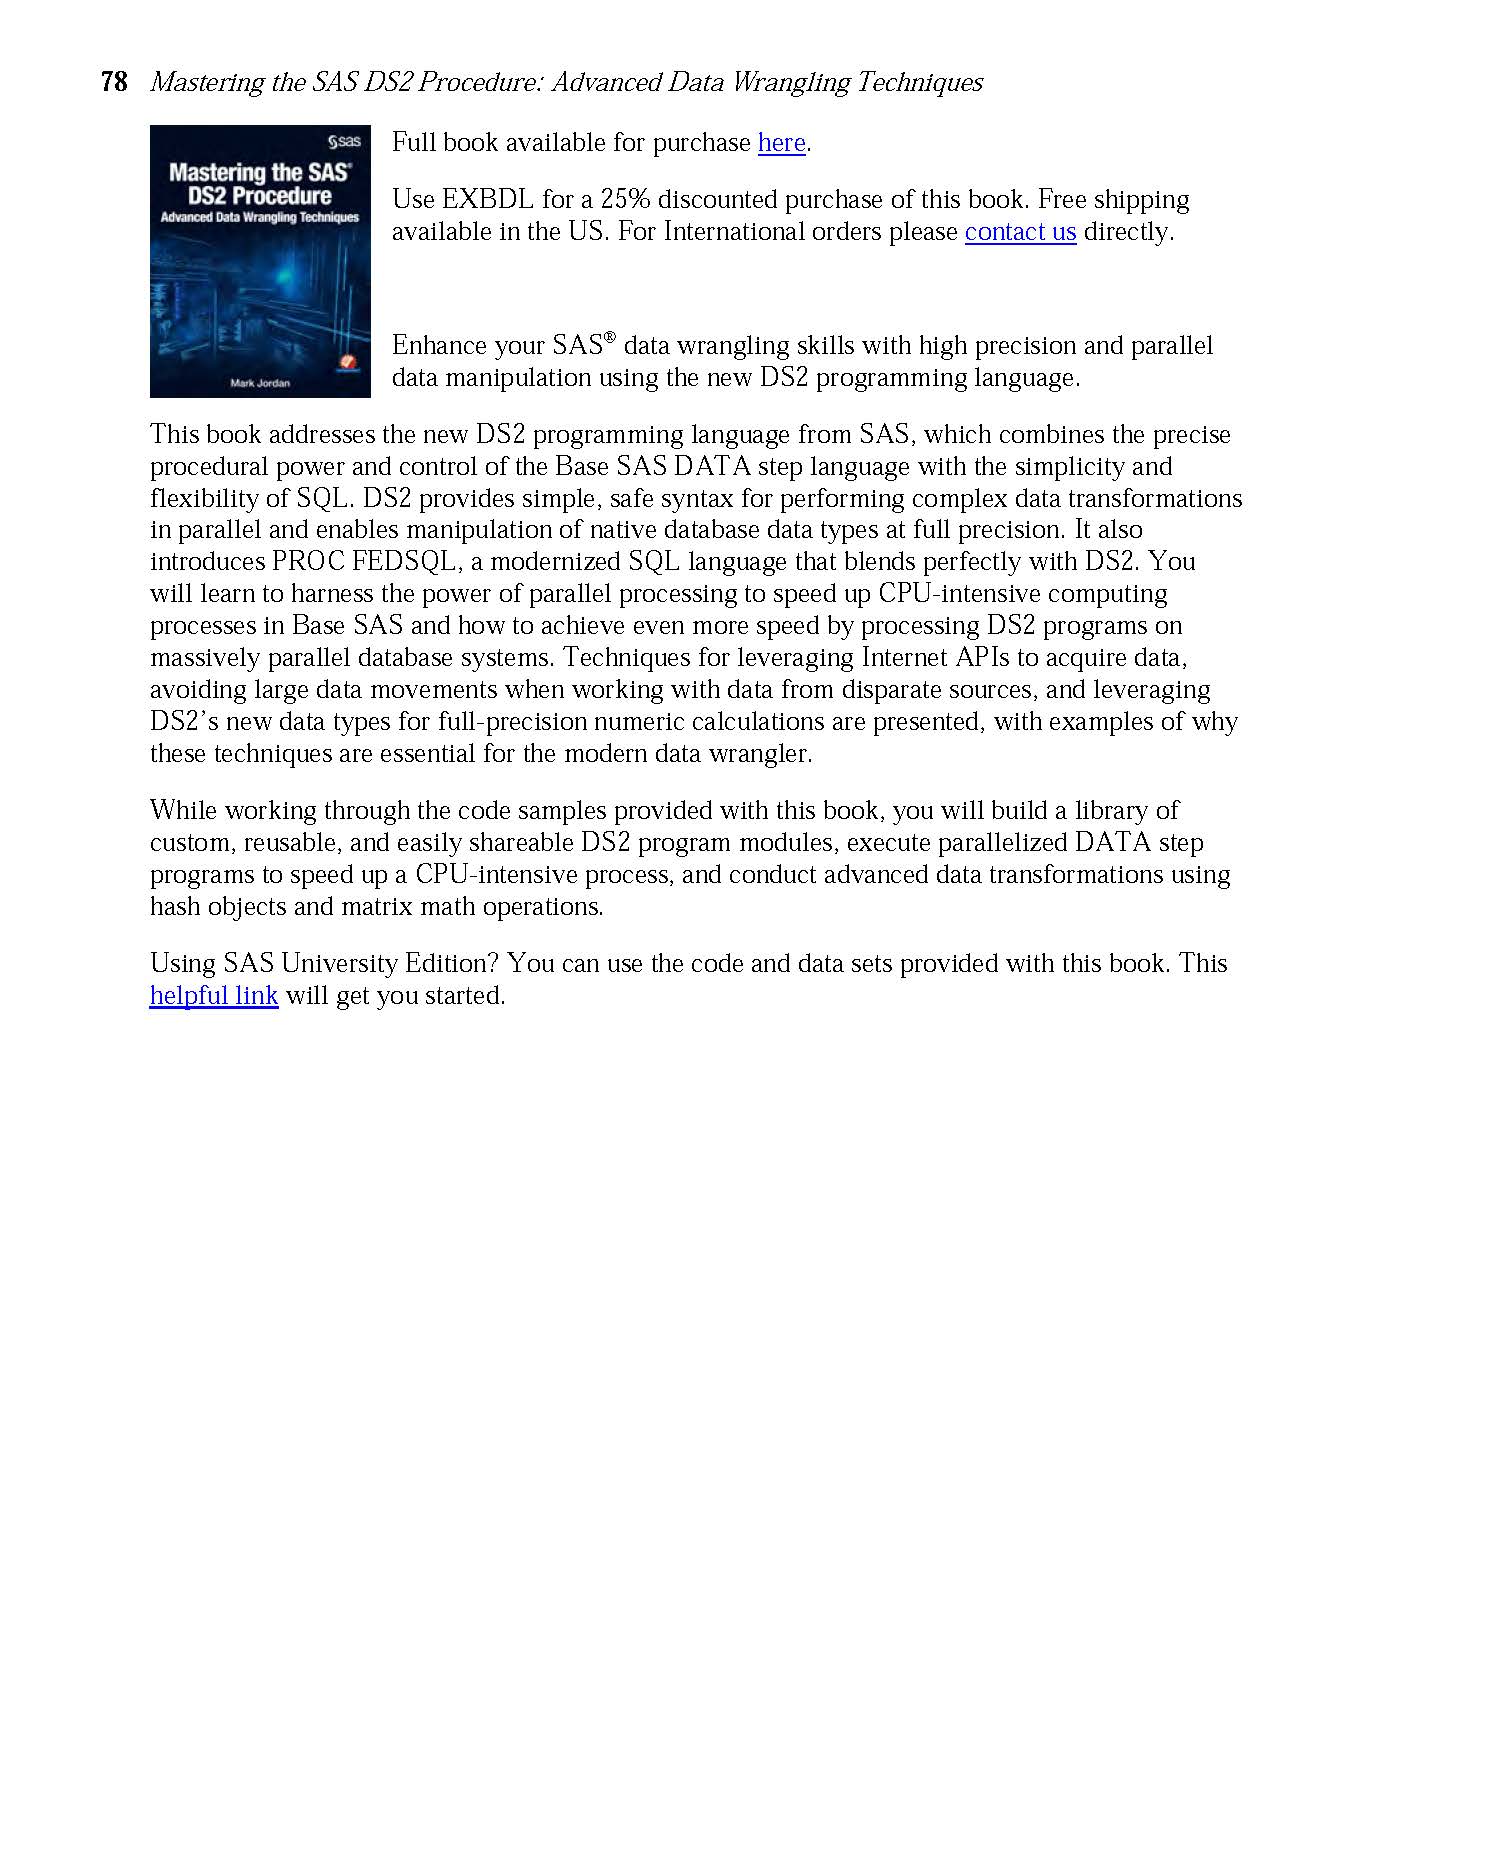 78 Mastering the SAS DS2 Procedure: Advanced Data Wrangling Techniques
sas
Mastering the SAS®
DS2 Procedure
Advanced Data Wrangling Techniques
Mark Jordan
Full book available for purchase here.
Use EXBDL for a 25% discounted purchase of this book. Free shipping
available in the US. For International orders please contact us directly.
Enhance your SAS® data wrangling skills with high precision and parallel
data manipulation using the new DS2 programming language.
This book addresses the new DS2 programming language from SAS, which combines the precise
procedural power and control of the Base SAS DATA step language with the simplicity and
flexibility of SQL. DS2 provides simple, safe syntax for performing complex data transformations
in parallel and enables manipulation of native database data types at full precision. It also
introduces PROC FEDSQL, a modernized SQL language that blends perfectly with DS2. You
will learn to harness the power of parallel processing to speed up CPU-intensive computing
processes in Base SAS and how to achieve even more speed by processing DS2 programs on
massively parallel database systems. Techniques for leveraging Internet APIs to acquire data,
avoiding large data movements when working with data from disparate sources, and leveraging
DS2’s new data types for full-precision numeric calculations are presented, with examples of why
these techniques are essential for the modern data wrangler.
While working through the code samples provided with this book, you will build a library of
custom, reusable, and easily shareable DS2 program modules, execute parallelized DATA step
programs to speed up a CPU-intensive process, and conduct advanced data transformations using
hash objects and matrix math operations.
Using SAS University Edition? You can use the code and data sets provided with this book. This
helpful link will get you started.